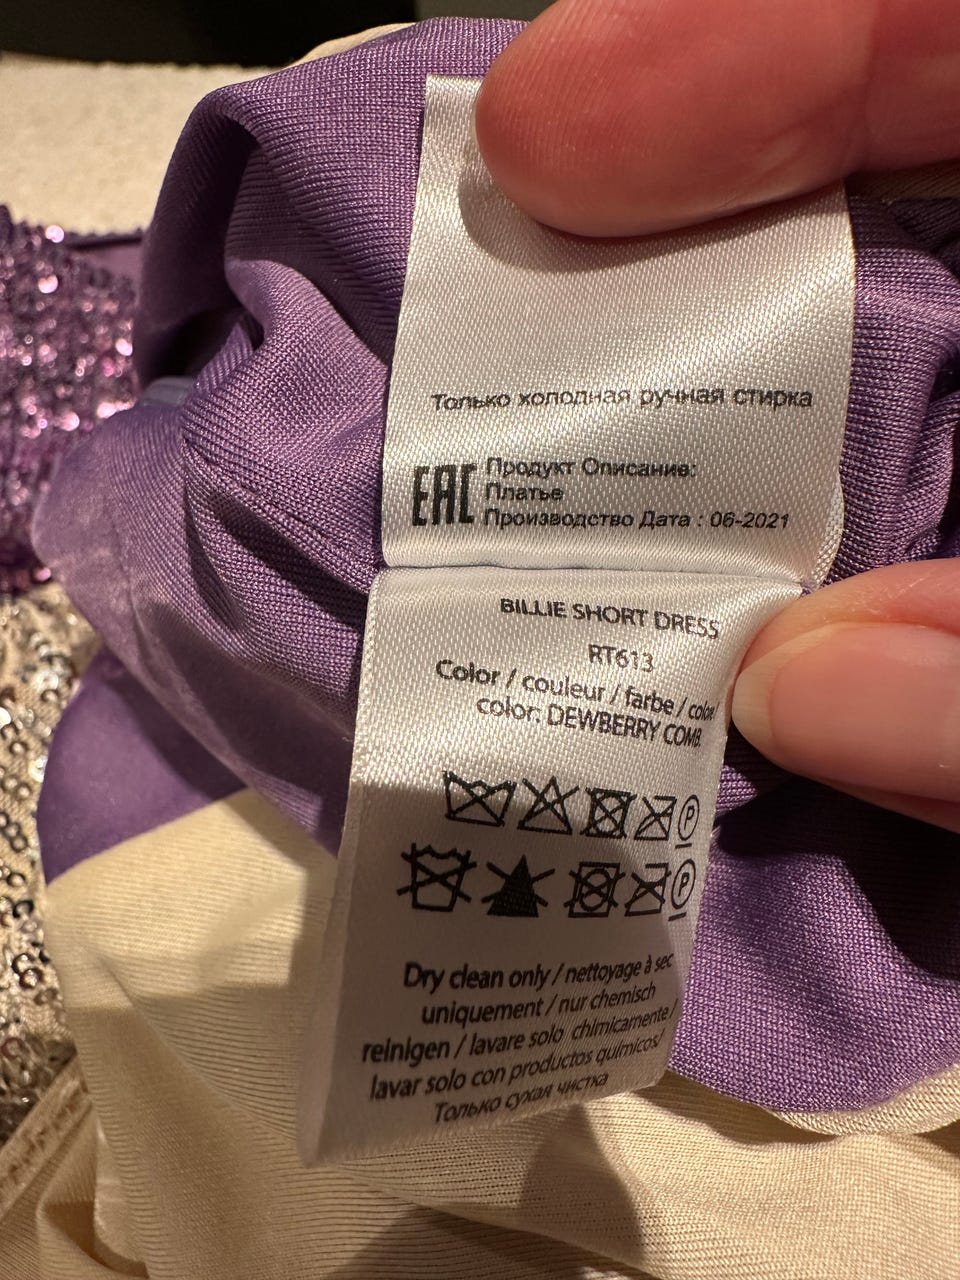 Только холодная ручная стирка
EAC
Продукт Описание:
Платье
Производство Дата : 06-2021
BILLIE SHORT DRESS
RT613
Color / couleur / farbe / color/
color: DEWBERRY COMB.
P
P
Dry clean only / nettoyage à sec
uniquement / nur chemisch
reinigen / lavare solo chimicamente /
lavar solo con productos químicos/
Только сухая чистка